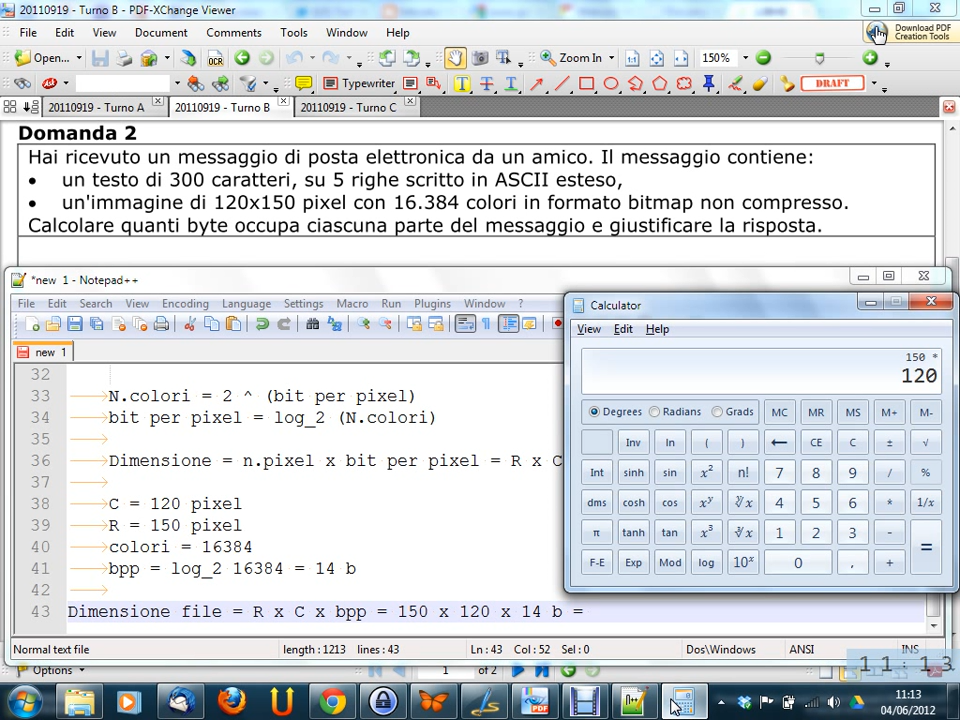 20110919 - Turno B - PDF-XChange Viewer
File Edit View Document Comments Tools Window Help
Download PDF
Creation Tools
Open... OCR Zoom In 150%
Typewriter DRAFT
20110919 - Turno A 20110919 - Turno B 20110919 - Turno C
Domanda 2
Hai ricevuto un messaggio di posta elettronica da un amico. Il messaggio contiene:
• un testo di 300 caratteri, su 5 righe scritto in ASCII esteso,
• un'immagine di 120x150 pixel con 16.384 colori in formato bitmap non compresso.
Calcolare quanti byte occupa ciascuna parte del messaggio e giustificare la risposta.
*new 1 - Notepad++
File Edit Search View Encoding Language Settings Macro Run Plugins Window ?
new 1
32
33 N.colori = 2 ^ (bit per pixel)
34 bit per pixel = log_2 (N.colori)
35
36 Dimensione = n.pixel x bit per pixel = R x C
37
38 C = 120 pixel
39 R = 150 pixel
40 colori = 16384
41 bpp = log_2 16384 = 14 b
42
43 Dimensione file = R x C x bpp = 150 x 120 x 14 b =
Normal text file length : 1213 lines : 43 Ln : 43 Col : 52 Sel : 0 Dos\Windows ANSI INS
Calculator
View Edit Help
150 *
120
Degrees Radians Grads MC MR MS M+ M-
Inv ln ( ) ← CE C ± √
Int sinh sin x² n! 7 8 9 / %
dms cosh cos xʸ ʸ√x 4 5 6 * 1/x
π tanh tan x³ ³√x 1 2 3 - =
F-E Exp Mod log 10ˣ 0 , +
Options 1 of 2
11:13
11:13
04/06/2012